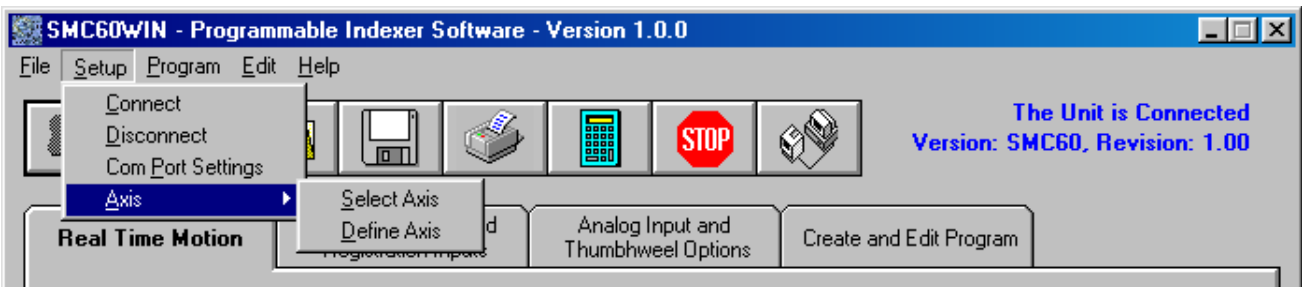 SMC60WIN - Programmable Indexer Software - Version 1.0.0
File Setup Program Edit Help
Connect
Disconnect
Com Port Settings
Axis
Select Axis
Define Axis
STOP
The Unit is Connected
Version: SMC60, Revision: 1.00
Real Time Motion
Analog Input and
Thumbhweel Options
Create and Edit Program